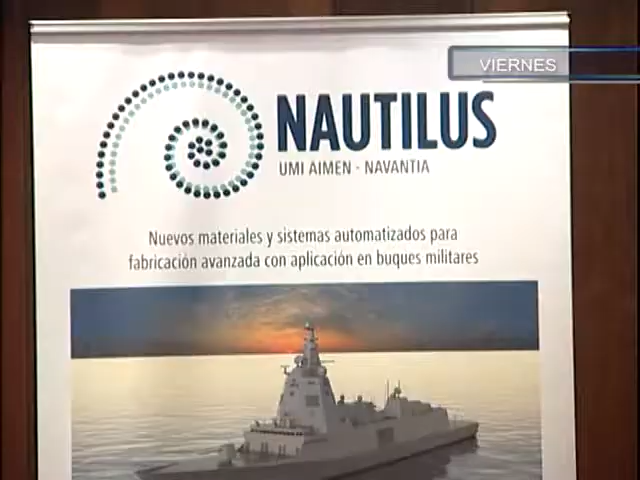 VIERNES
NAUTILUS
UMI AIMEN - NAVANTIA
Nuevos materiales y sistemas automatizados para
fabricación avanzada con aplicación en buques militares